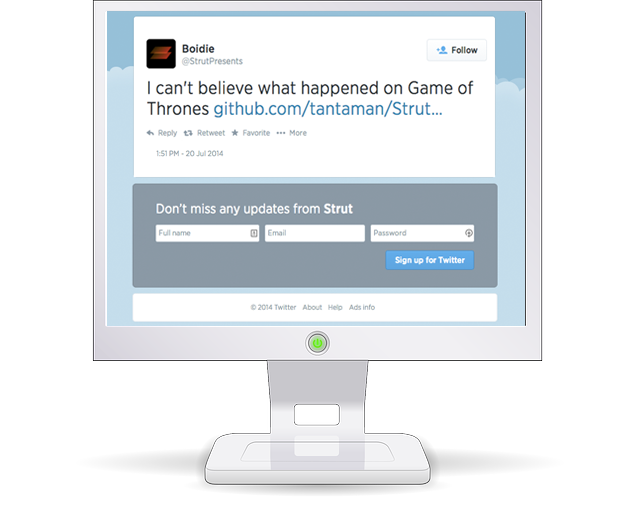 Boidie
@StrutPresents
Follow
I can't believe what happened on Game of
Thrones github.com/tantaman/Strut...
Reply Retweet Favorite More
1:51 PM - 20 Jul 2014
Don't miss any updates from Strut
Full name Email Password
Sign up for Twitter
© 2014 Twitter About Help Ads info